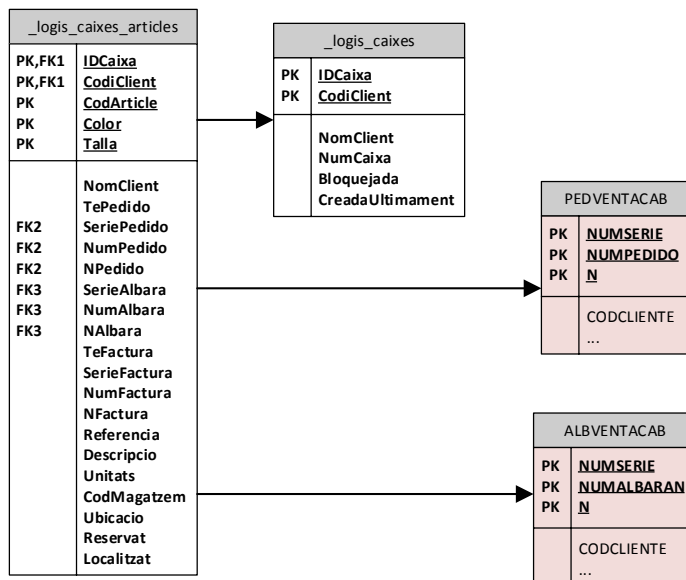 _logis_caixes_articles
PK,FK1 IDCaixa
PK,FK1 CodiClient
PK CodArticle
PK Color
PK Talla
NomClient
TePedido
FK2 SeriePedido
FK2 NumPedido
FK2 NPedido
FK3 SerieAlbara
FK3 NumAlbara
FK3 NAlbara
TeFactura
SerieFactura
NumFactura
NFactura
Referencia
Descripcio
Unitats
CodMagatzem
Ubicacio
Reservat
Localitzat
_logis_caixes
PK IDCaixa
PK CodiClient
NomClient
NumCaixa
Bloquejada
CreadaUltimament
PEDVENTACAB
PK NUMSERIE
PK NUMPEDIDO
PK N
CODCLIENTE
...
ALBVENTACAB
PK NUMSERIE
PK NUMALBARAN
PK N
CODCLIENTE
...